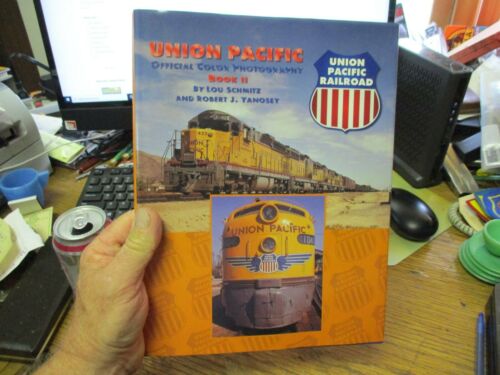 UNION PACIFIC
OFFICIAL COLOR PHOTOGRAPHY
BOOK II
BY LOU SCHMITZ
AND ROBERT J. YANOSEY
UNION
PACIFIC
RAILROAD
UNION PACIFIC